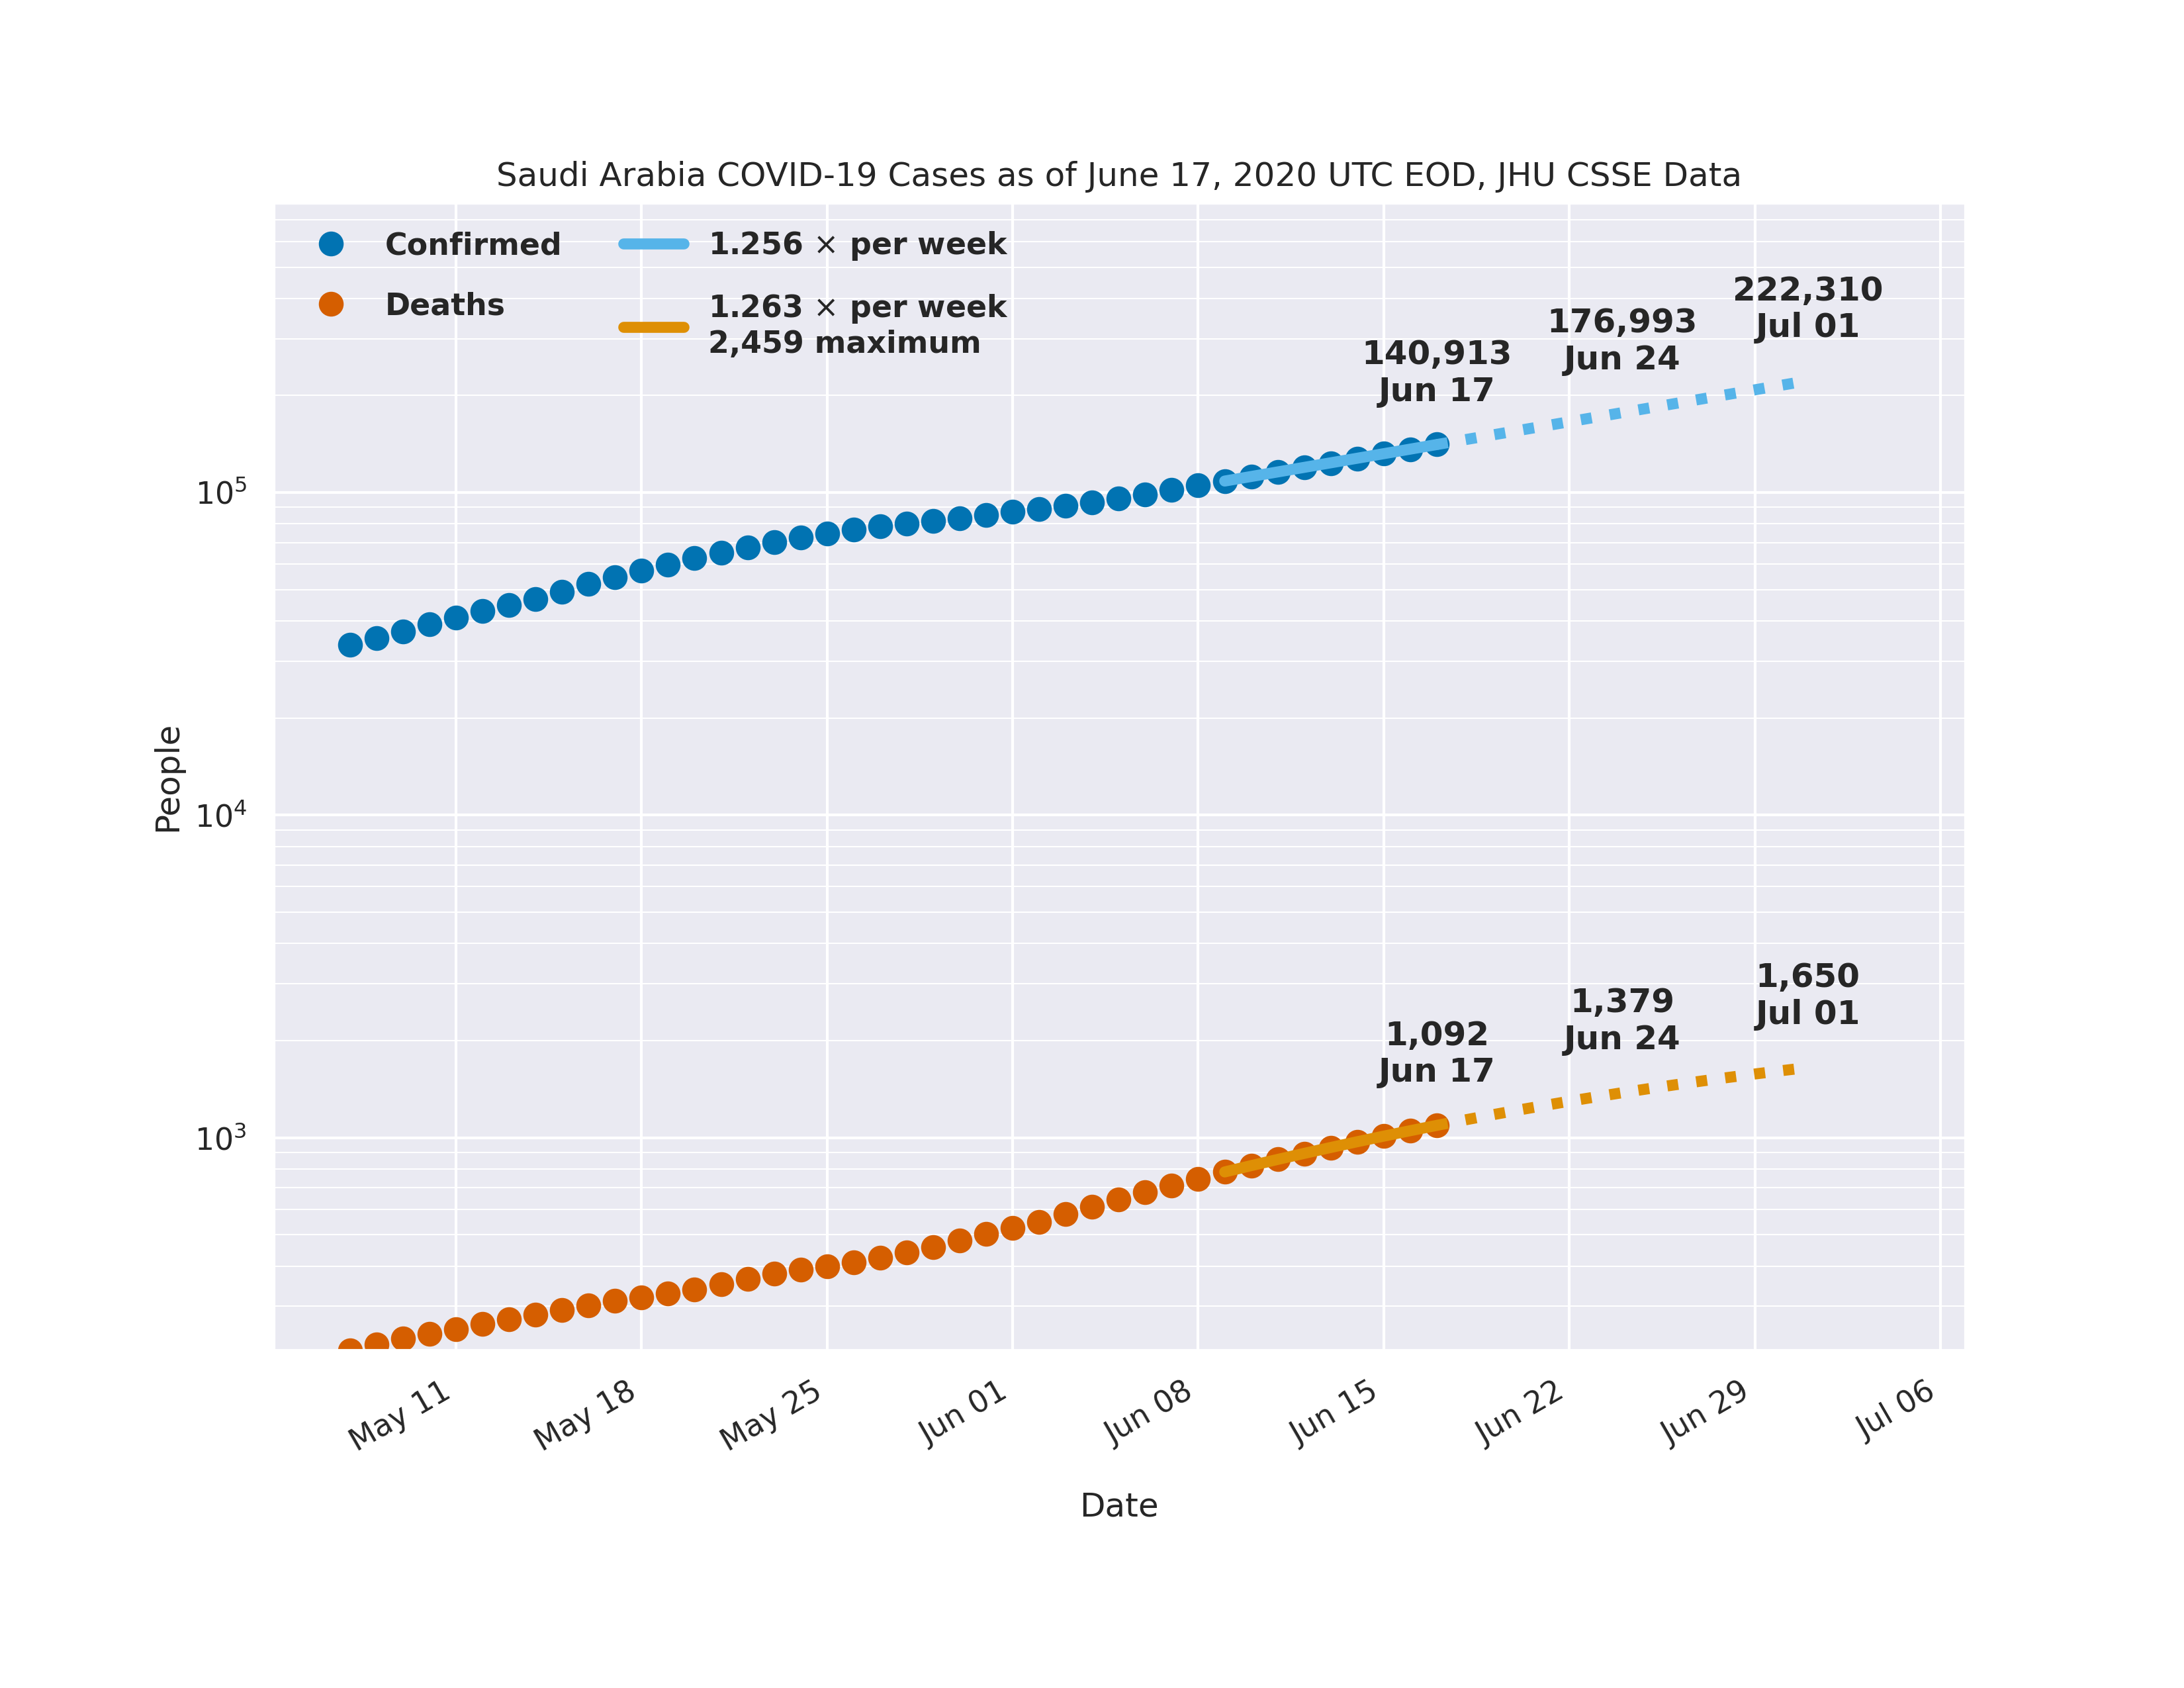 Saudi Arabia COVID-19 Cases as of June 17, 2020 UTC EOD, JHU CSSE Data
Confirmed
Deaths
1.256 × per week
1.263 × per week
2,459 maximum
140,913
Jun 17
176,993
Jun 24
222,310
Jul 01
1,092
Jun 17
1,379
Jun 24
1,650
Jul 01
People
10⁵
10⁴
10³
May 11
May 18
May 25
Jun 01
Jun 08
Jun 15
Jun 22
Jun 29
Jul 06
Date